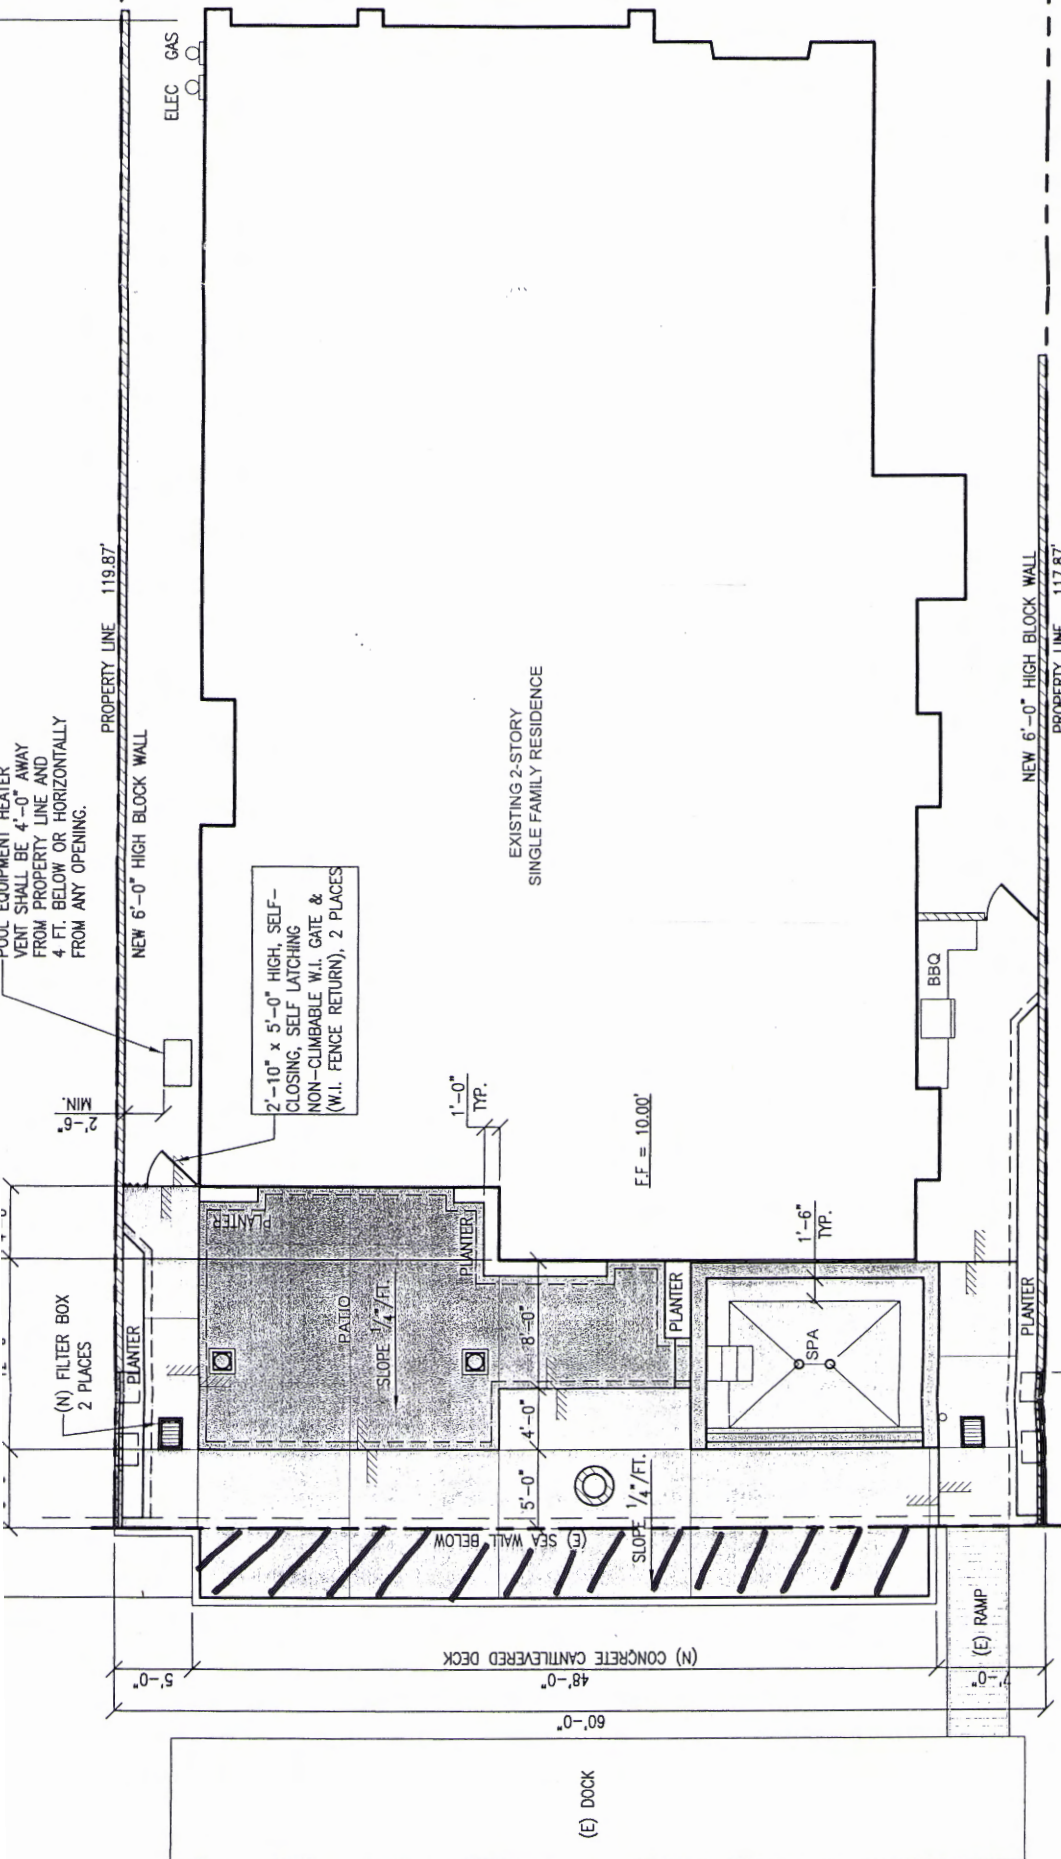 GAS
ELEC
PROPERTY LINE 119.87'
NEW 6'-0" HIGH BLOCK WALL
POOL EQUIPMENT HEATER
VENT SHALL BE 4'-0" AWAY
FROM PROPERTY LINE AND
4 FT. BELOW OR HORIZONTALLY
FROM ANY OPENING.
2'-10" x 5'-0" HIGH, SELF-
CLOSING, SELF LATCHING
NON-CLIMBABLE W.I. GATE &
(W.I. FENCE RETURN), 2 PLACES
2'-6"
MIN.
EXISTING 2-STORY
SINGLE FAMILY RESIDENCE
NEW 6'-0" HIGH BLOCK WALL
PROPERTY LINE 117.87'
BBQ
1'-0"
TYP.
F.F = 10.00'
1'-6"
TYP.
(N) FILTER BOX
2 PLACES
PLANTER
PLANTER
PLANTER
PATIO
SLOPE 1/4"/FT.
8'-0"
PLANTER
SPA
PLANTER
4'-0"
5'-0"
SLOPE 1/4"/FT.
(E) SEA WALL BELOW
(N) CONCRETE CANTILEVERED DECK
5'-0"
48'-0"
60'-0"
(E) RAMP
(E) DOCK